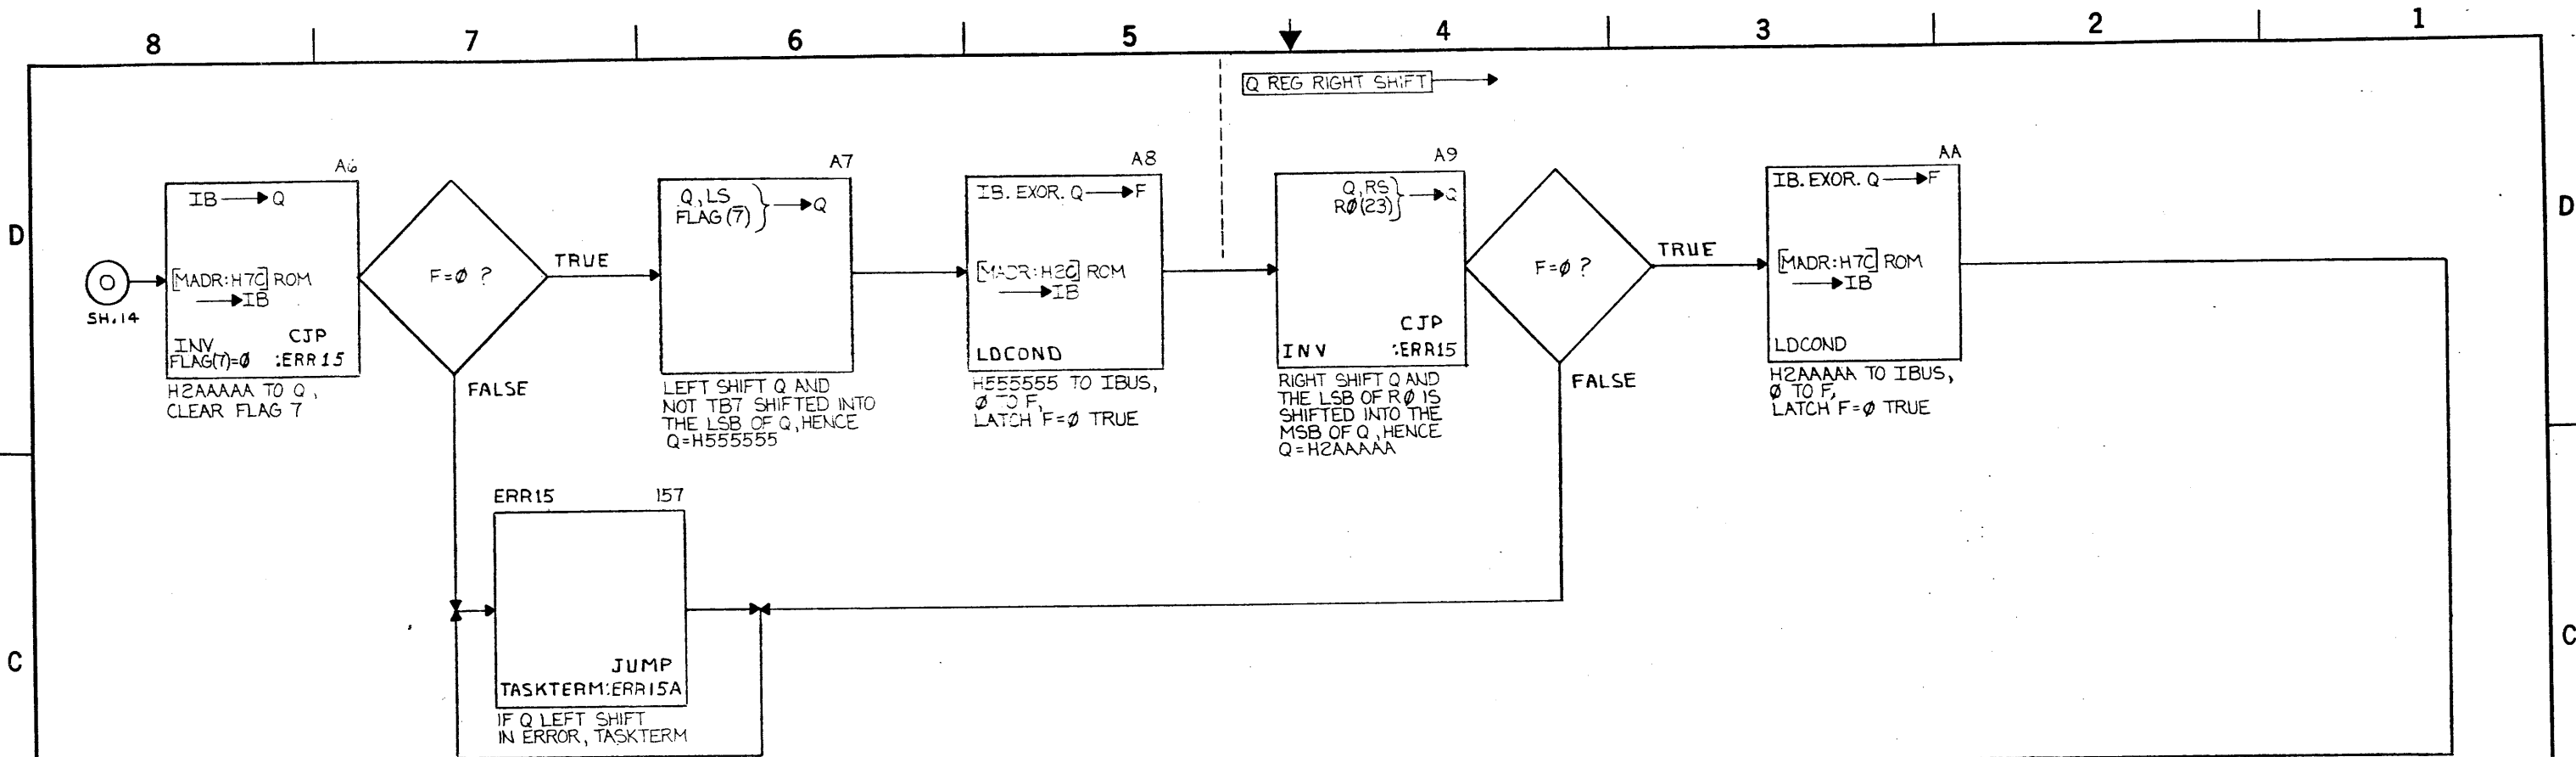 8 7 6 5 4 3 2 1
Q REG RIGHT SHIFT
D
D
SH.14
A6
IB → Q
[MADR:H7C] ROM
→ IB
INV CJP
FLAG(7)=Ø :ERR15
H2AAAAA TO Q,
CLEAR FLAG 7
F=Ø ?
TRUE
FALSE
A7
Q,LS
FLAG(7) } → Q
LEFT SHIFT Q AND
NOT TB7 SHIFTED INTO
THE LSB OF Q, HENCE
Q=H555555
A8
IB. EXOR. Q → F
[MADR:H2C] ROM
→ IB
LDCOND
H555555 TO IBUS,
Ø TO F,
LATCH F=Ø TRUE
A9
Q,RS
RØ(23) } → Q
CJP
INV :ERR15
RIGHT SHIFT Q AND
THE LSB OF RØ IS
SHIFTED INTO THE
MSB OF Q, HENCE
Q=H2AAAAA
F=Ø ?
TRUE
FALSE
AA
IB. EXOR. Q → F
[MADR:H7C] ROM
→ IB
LDCOND
H2AAAAA TO IBUS,
Ø TO F,
LATCH F=Ø TRUE
ERR15 157
JUMP
TASKTERM:ERR15A
IF Q LEFT SHIFT
IN ERROR, TASKTERM
C
C